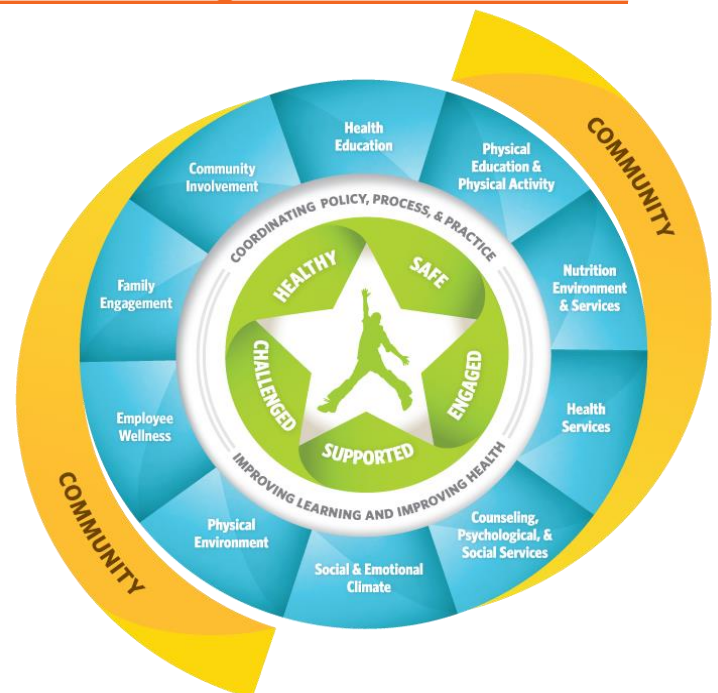 COMMUNITY
Health
Education
Physical
Education &
Physical Activity
Nutrition
Environment
& Services
Health
Services
Counseling,
Psychological, &
Social Services
Social & Emotional
Climate
Physical
Environment
Employee
Wellness
Family
Engagement
Community
Involvement
COORDINATING POLICY, PROCESS, & PRACTICE
IMPROVING LEARNING AND IMPROVING HEALTH
HEALTHY
SAFE
ENGAGED
SUPPORTED
CHALLENGED
COMMUNITY